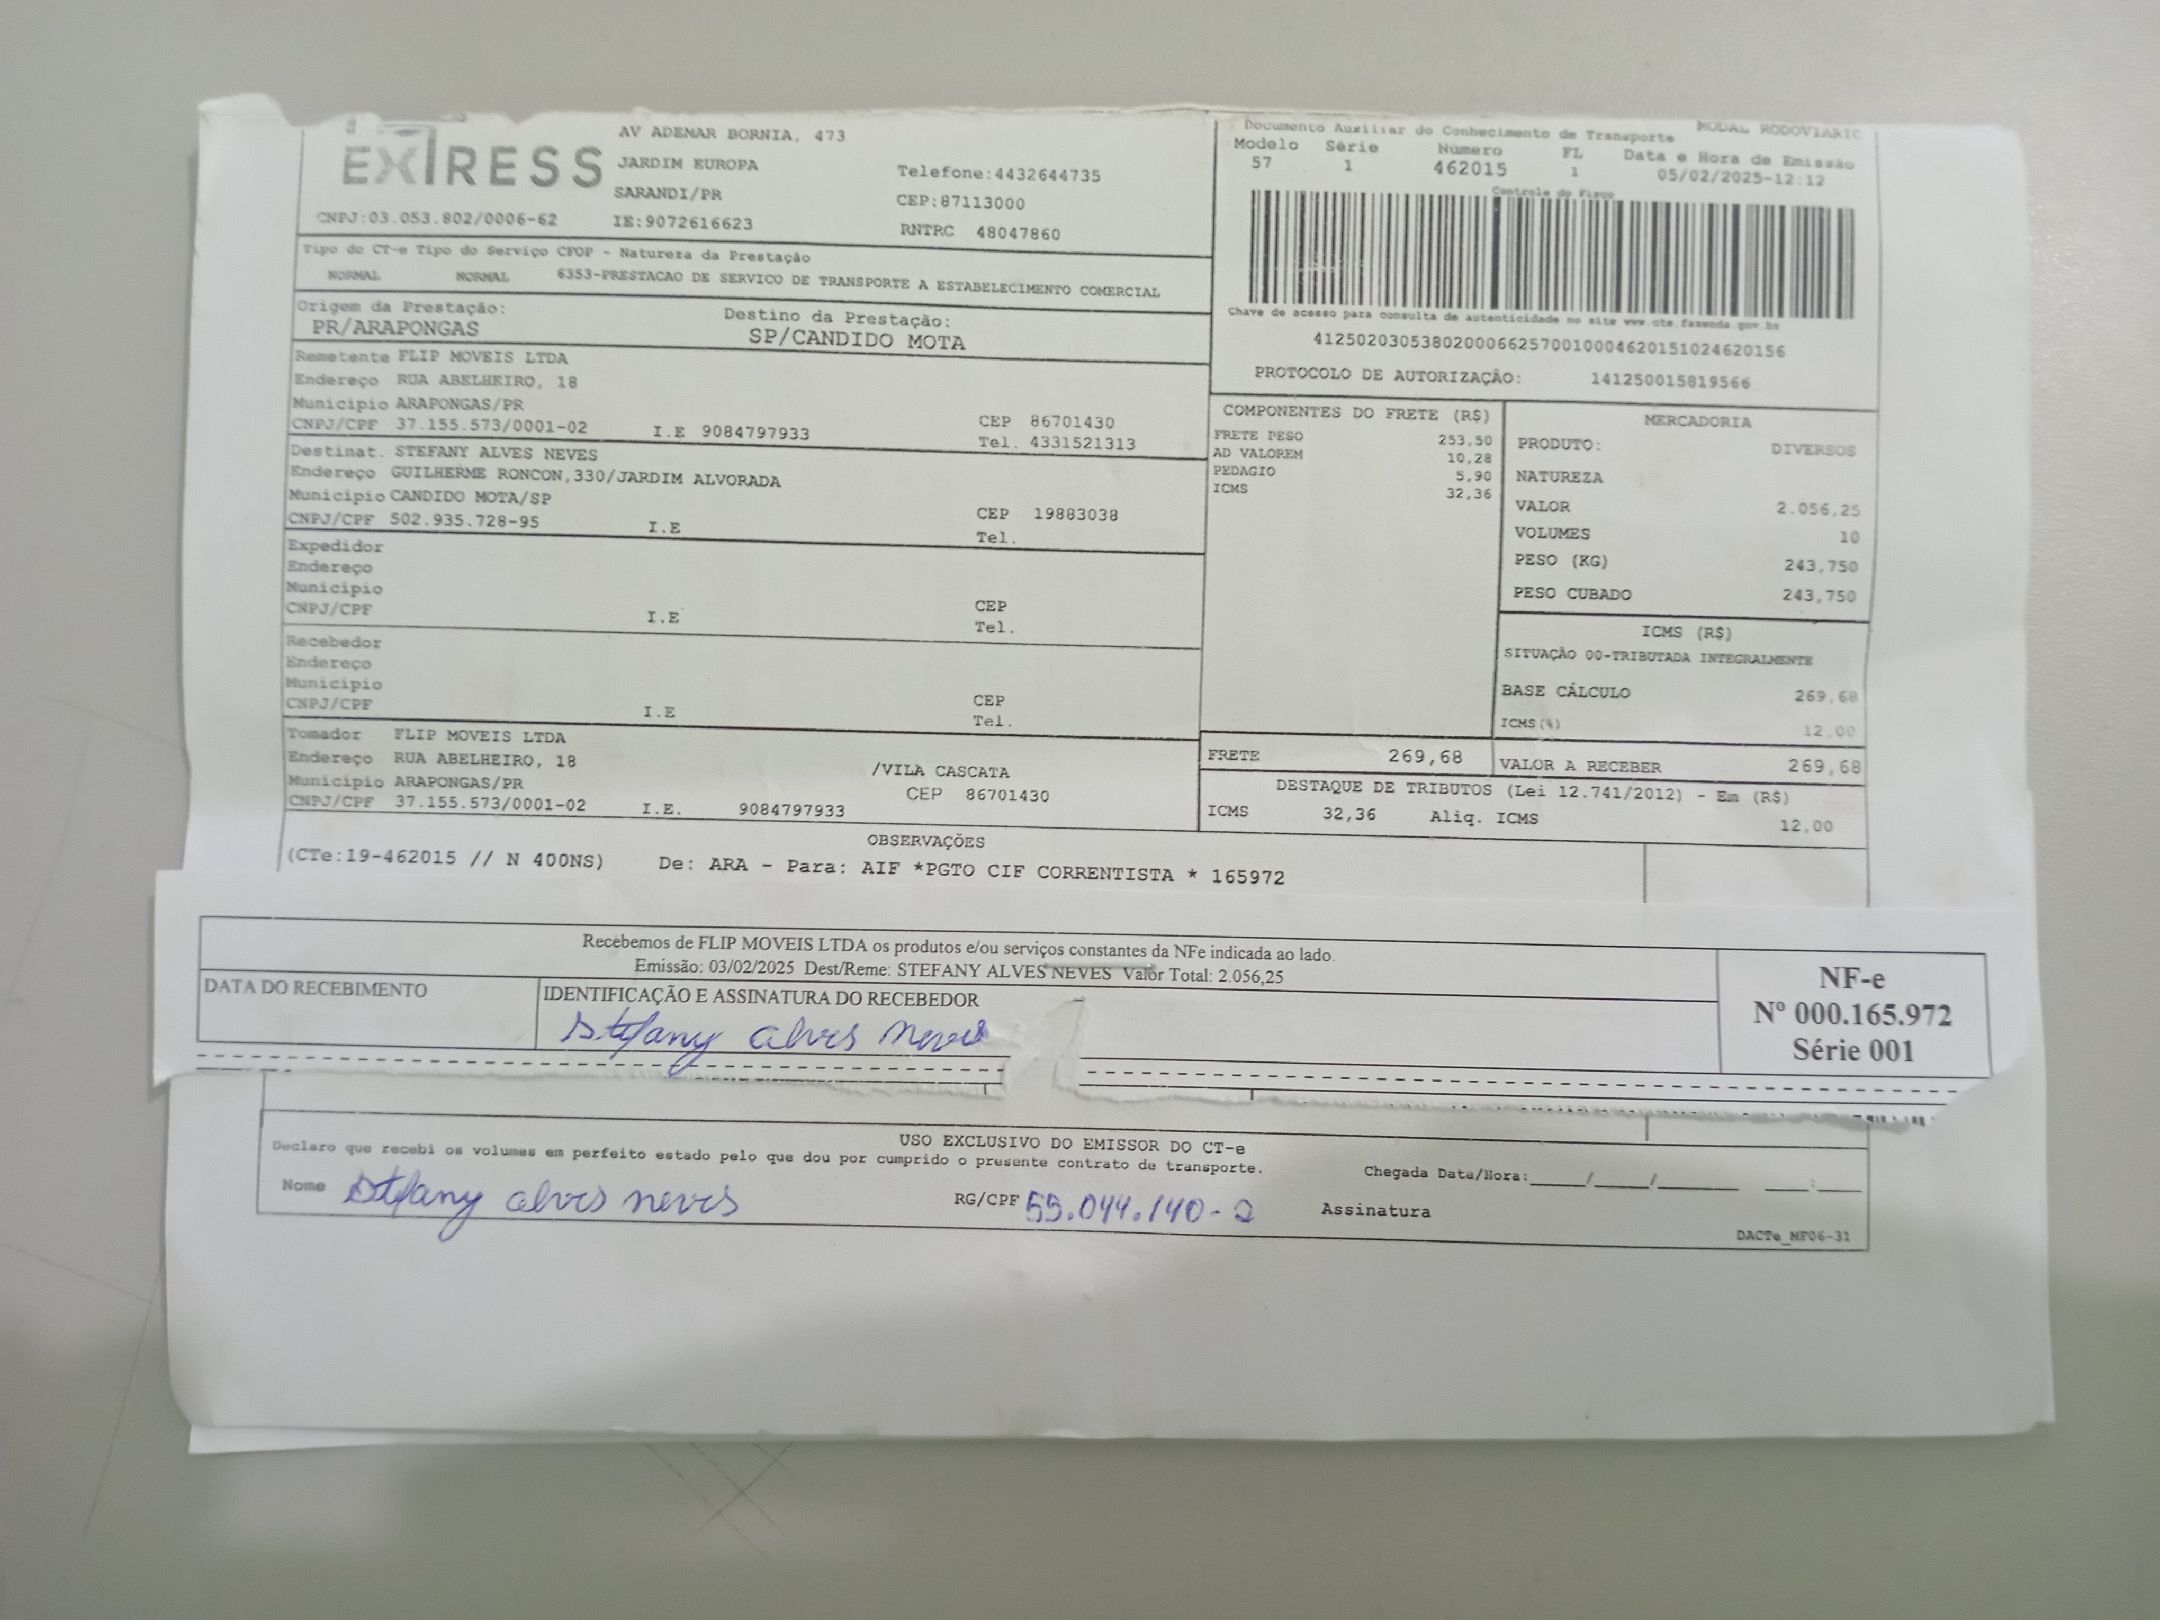 EXTRESS
AV ADEMAR BORNIA, 473
JARDIM EUROPA
SARANDI/PR
CNPJ:03.053.802/0006-62 IE:9072616623
Telefone:4432644735
CEP:87113000
RNTRC 48047860
Tipo do CT-e Tipo do Serviço CFOP - Natureza da Prestação
NORMAL NORMAL 6353-PRESTACAO DE SERVICO DE TRANSPORTE A ESTABELECIMENTO COMERCIAL
Origem da Prestação: Destino da Prestação:
PR/ARAPONGAS SP/CANDIDO MOTA
Remetente FLIP MOVEIS LTDA
Endereço RUA ABELHEIRO, 18
Municipio ARAPONGAS/PR CEP 86701430
CNPJ/CPF 37.155.573/0001-02 I.E 9084797933 Tel. 4331521313
Destinat. STEFANY ALVES NEVES
Endereço GUILHERME RONCON,330/JARDIM ALVORADA
Municipio CANDIDO MOTA/SP CEP 19883038
CNPJ/CPF 502.935.728-95 I.E Tel.
Expedidor
Endereço
Municipio CEP
CNPJ/CPF I.E Tel.
Recebedor
Endereço
Municipio CEP
CNPJ/CPF I.E Tel.
Tomador FLIP MOVEIS LTDA
Endereço RUA ABELHEIRO, 18 /VILA CASCATA
Municipio ARAPONGAS/PR CEP 86701430
CNPJ/CPF 37.155.573/0001-02 I.E. 9084797933
Documento Auxiliar do Conhecimento de Transporte MODAL RODOVIARIO
Modelo Série Número FL Data e Hora de Emissão
57 1 462015 1 05/02/2025-12:12
Controle do Fisco
Chave de acesso para consulta de autenticidade no site www.cte.fazenda.gov.br
41250203053802000662570010004620151024620156
PROTOCOLO DE AUTORIZAÇÃO: 141250015819566
COMPONENTES DO FRETE (R$)
FRETE PESO 253,50
AD VALOREM 10,28
PEDAGIO 5,90
ICMS 32,36
MERCADORIA
PRODUTO: DIVERSOS
NATUREZA
VALOR 2.056,25
VOLUMES 10
PESO (KG) 243,750
PESO CUBADO 243,750
ICMS (R$)
SITUAÇÃO 00-TRIBUTADA INTEGRALMENTE
BASE CÁLCULO 269,68
ICMS(%) 12,00
FRETE 269,68 VALOR A RECEBER 269,68
DESTAQUE DE TRIBUTOS (Lei 12.741/2012) - Em (R$)
ICMS 32,36 Aliq. ICMS 12,00
OBSERVAÇÕES
(CTe:19-462015 // N 400NS) De: ARA - Para: AIF *PGTO CIF CORRENTISTA * 165972
Recebemos de FLIP MOVEIS LTDA os produtos e/ou serviços constantes da NFe indicada ao lado.
Emissão: 03/02/2025 Dest/Reme: STEFANY ALVES NEVES Valor Total: 2.056,25
DATA DO RECEBIMENTO IDENTIFICAÇÃO E ASSINATURA DO RECEBEDOR
Stefany alves neves
NF-e
Nº 000.165.972
Série 001
USO EXCLUSIVO DO EMISSOR DO CT-e
Declaro que recebi os volumes em perfeito estado pelo que dou por cumprido o presente contrato de transporte.
Chegada Data/Hora:_____/_____/________ ____:____
Nome Stefany alves neves RG/CPF 55.044.140-2 Assinatura
DACTe_MF06-31